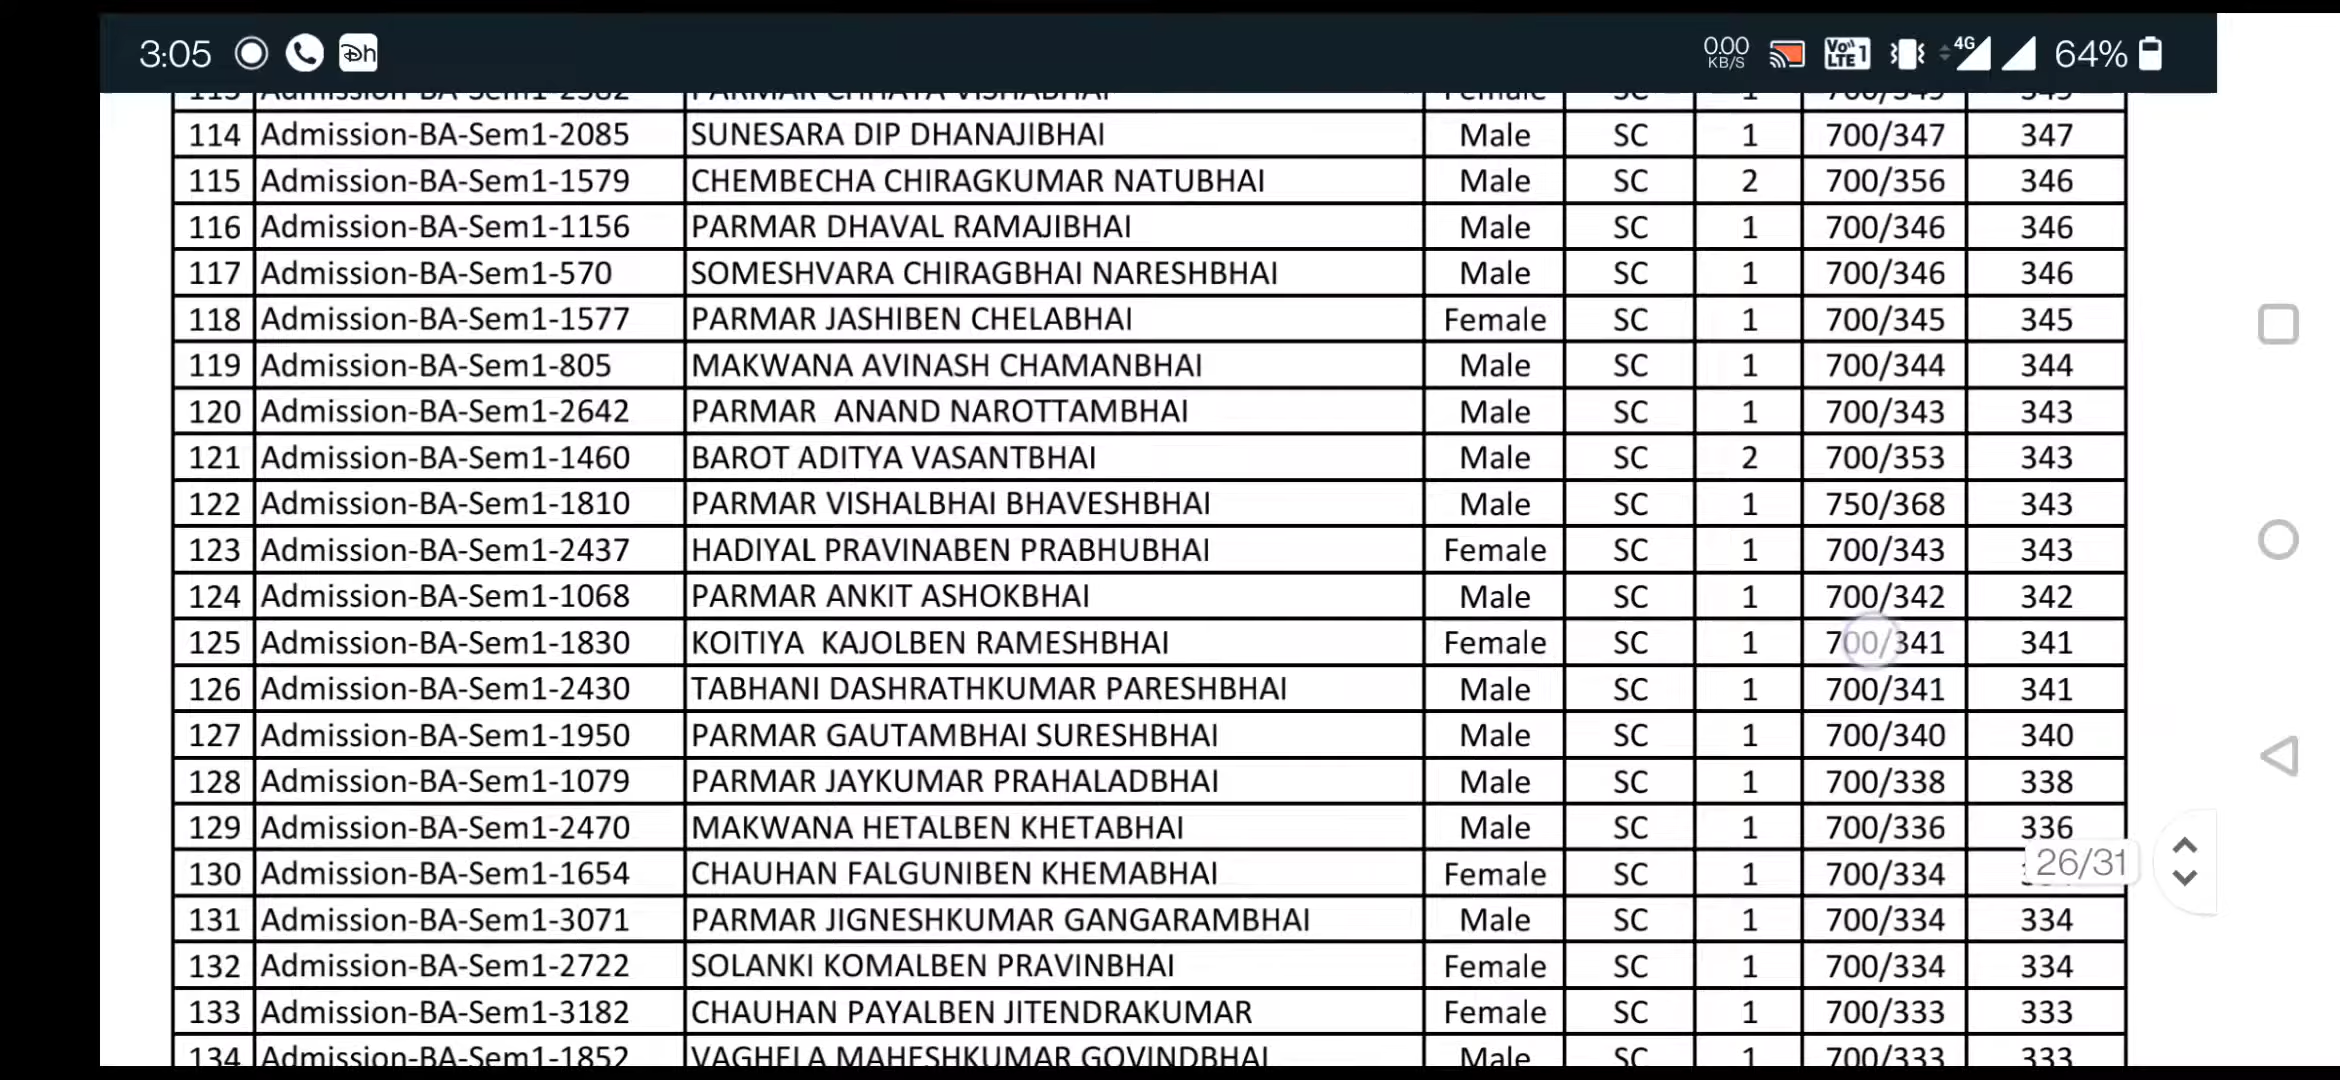 3:05 Dh 0.00 KB/S Vo LTE 1 4G 64%
114 Admission-BA-Sem1-2085 SUNESARA DIP DHANAJIBHAI Male SC 1 700/347 347
115 Admission-BA-Sem1-1579 CHEMBECHA CHIRAGKUMAR NATUBHAI Male SC 2 700/356 346
116 Admission-BA-Sem1-1156 PARMAR DHAVAL RAMAJIBHAI Male SC 1 700/346 346
117 Admission-BA-Sem1-570 SOMESHVARA CHIRAGBHAI NARESHBHAI Male SC 1 700/346 346
118 Admission-BA-Sem1-1577 PARMAR JASHIBEN CHELABHAI Female SC 1 700/345 345
119 Admission-BA-Sem1-805 MAKWANA AVINASH CHAMANBHAI Male SC 1 700/344 344
120 Admission-BA-Sem1-2642 PARMAR ANAND NAROTTAMBHAI Male SC 1 700/343 343
121 Admission-BA-Sem1-1460 BAROT ADITYA VASANTBHAI Male SC 2 700/353 343
122 Admission-BA-Sem1-1810 PARMAR VISHALBHAI BHAVESHBHAI Male SC 1 750/368 343
123 Admission-BA-Sem1-2437 HADIYAL PRAVINABEN PRABHUBHAI Female SC 1 700/343 343
124 Admission-BA-Sem1-1068 PARMAR ANKIT ASHOKBHAI Male SC 1 700/342 342
125 Admission-BA-Sem1-1830 KOITIYA KAJOLBEN RAMESHBHAI Female SC 1 700/341 341
126 Admission-BA-Sem1-2430 TABHANI DASHRATHKUMAR PARESHBHAI Male SC 1 700/341 341
127 Admission-BA-Sem1-1950 PARMAR GAUTAMBHAI SURESHBHAI Male SC 1 700/340 340
128 Admission-BA-Sem1-1079 PARMAR JAYKUMAR PRAHALADBHAI Male SC 1 700/338 338
129 Admission-BA-Sem1-2470 MAKWANA HETALBEN KHETABHAI Male SC 1 700/336 336
130 Admission-BA-Sem1-1654 CHAUHAN FALGUNIBEN KHEMABHAI Female SC 1 700/334 26/31
131 Admission-BA-Sem1-3071 PARMAR JIGNESHKUMAR GANGARAMBHAI Male SC 1 700/334 334
132 Admission-BA-Sem1-2722 SOLANKI KOMALBEN PRAVINBHAI Female SC 1 700/334 334
133 Admission-BA-Sem1-3182 CHAUHAN PAYALBEN JITENDRAKUMAR Female SC 1 700/333 333
134 Admission-BA-Sem1-1852 VAGHELA MAHESHKUMAR GOVINDBHAI Male SC 1 700/333 333